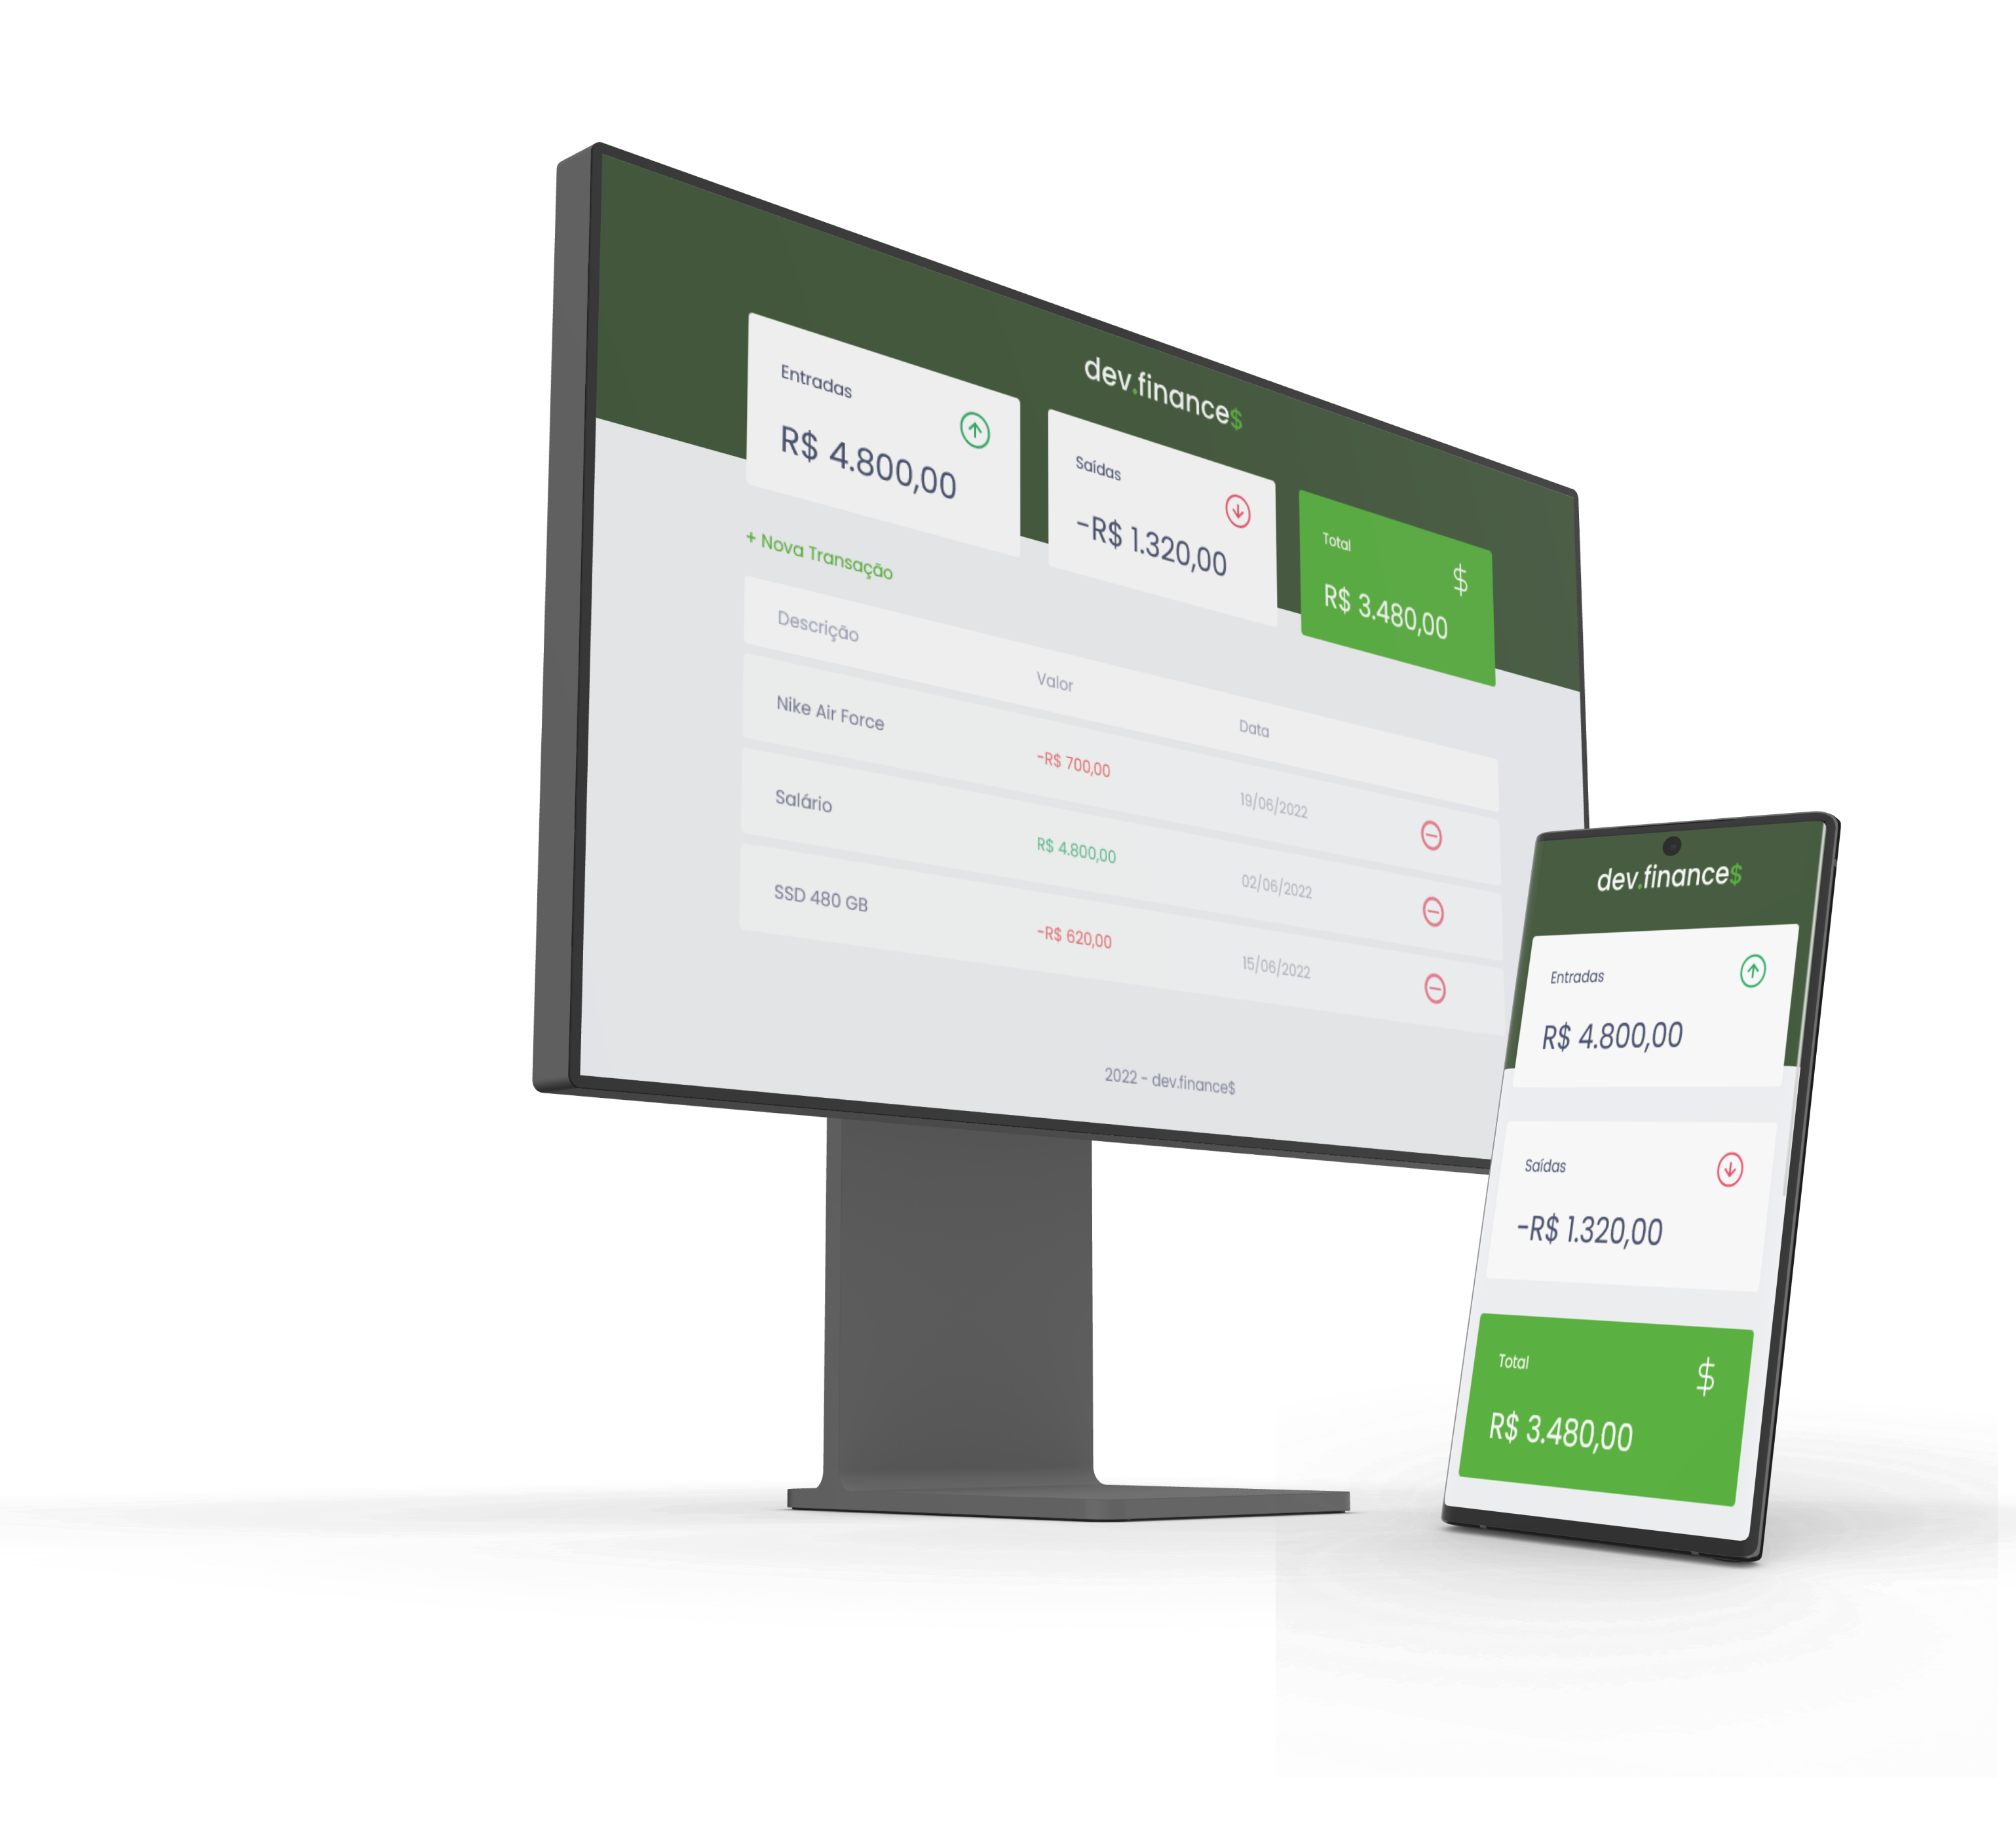 dev.finance$
Entradas
R$ 4.800,00
Saídas
-R$ 1.320,00
Total
$
R$ 3.480,00
+ Nova Transação
Descrição Valor Data
Nike Air Force -R$ 700,00 19/06/2022
Salário R$ 4.800,00 02/06/2022
SSD 480 GB -R$ 620,00 15/06/2022
2022 - dev.finance$
dev.finance$
Entradas
R$ 4.800,00
Saídas
-R$ 1.320,00
Total
$
R$ 3.480,00